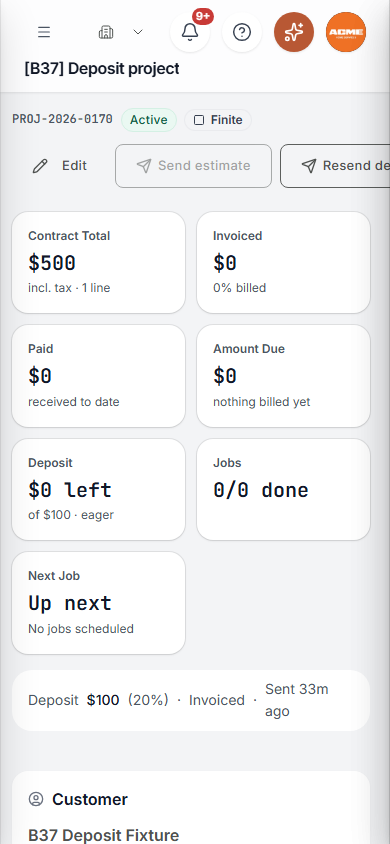 9+
ACME
[B37] Deposit project
PROJ-2026-0170 Active Finite
Edit Send estimate Resend de
Contract Total Invoiced
$500 $0
incl. tax · 1 line 0% billed
Paid Amount Due
$0 $0
received to date nothing billed yet
Deposit Jobs
$0 left 0/0 done
of $100 · eager
Next Job
Up next
No jobs scheduled
Deposit $100 (20%) · Invoiced · Sent 33m
ago
Customer
B37 Deposit Fixture